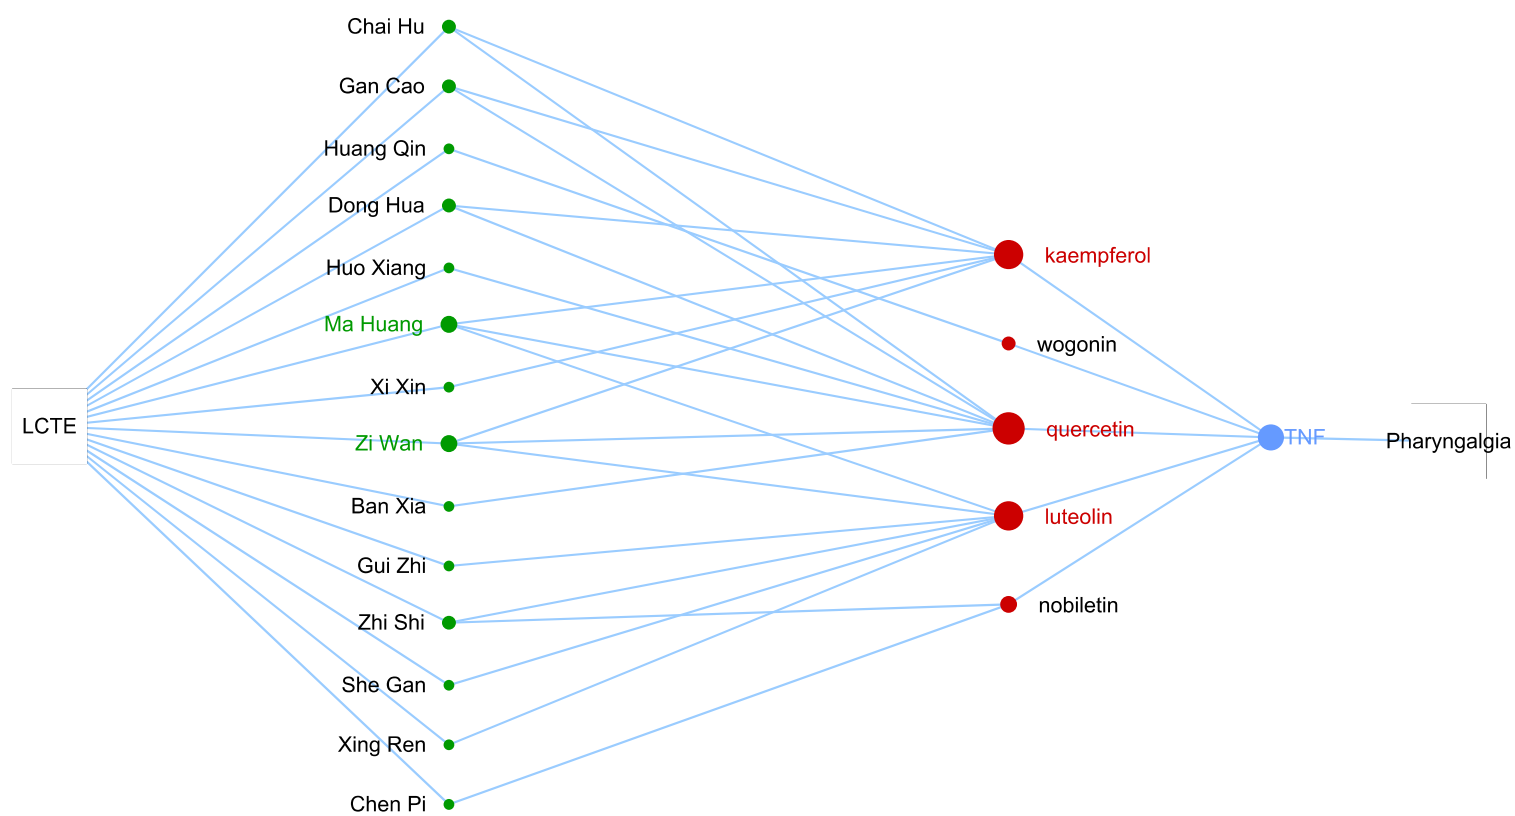 LCTE
Chai Hu
Gan Cao
Huang Qin
Dong Hua
Huo Xiang
Ma Huang
Xi Xin
Zi Wan
Ban Xia
Gui Zhi
Zhi Shi
She Gan
Xing Ren
Chen Pi
kaempferol
wogonin
quercetin
luteolin
nobiletin
TNF
Pharyngalgia